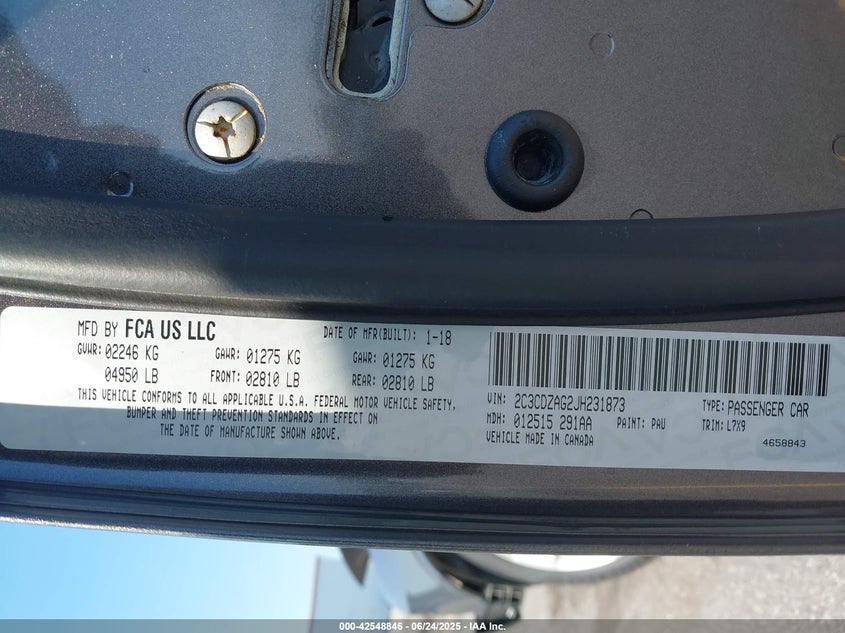 MFD BY FCA US LLC DATE OF MFR(BUILT): 1-18
GVWR: 02246 KG GAWR: 01275 KG GAWR: 01275 KG
04950 LB FRONT: 02810 LB REAR: 02810 LB
THIS VEHICLE CONFORMS TO ALL APPLICABLE U.S.A. FEDERAL MOTOR VEHICLE SAFETY,
BUMPER AND THEFT PREVENTION STANDARDS IN EFFECT ON
THE DATE OF MANUFACTURE SHOWN ABOVE.
VIN: 2C3CDZAG2JH231873 TYPE: PASSENGER CAR
MDH: 012515 291AA PAINT: PAU TRIM: L7X9
VEHICLE MADE IN CANADA 4658843
000-42548846 - 06/24/2025 - IAA Inc.